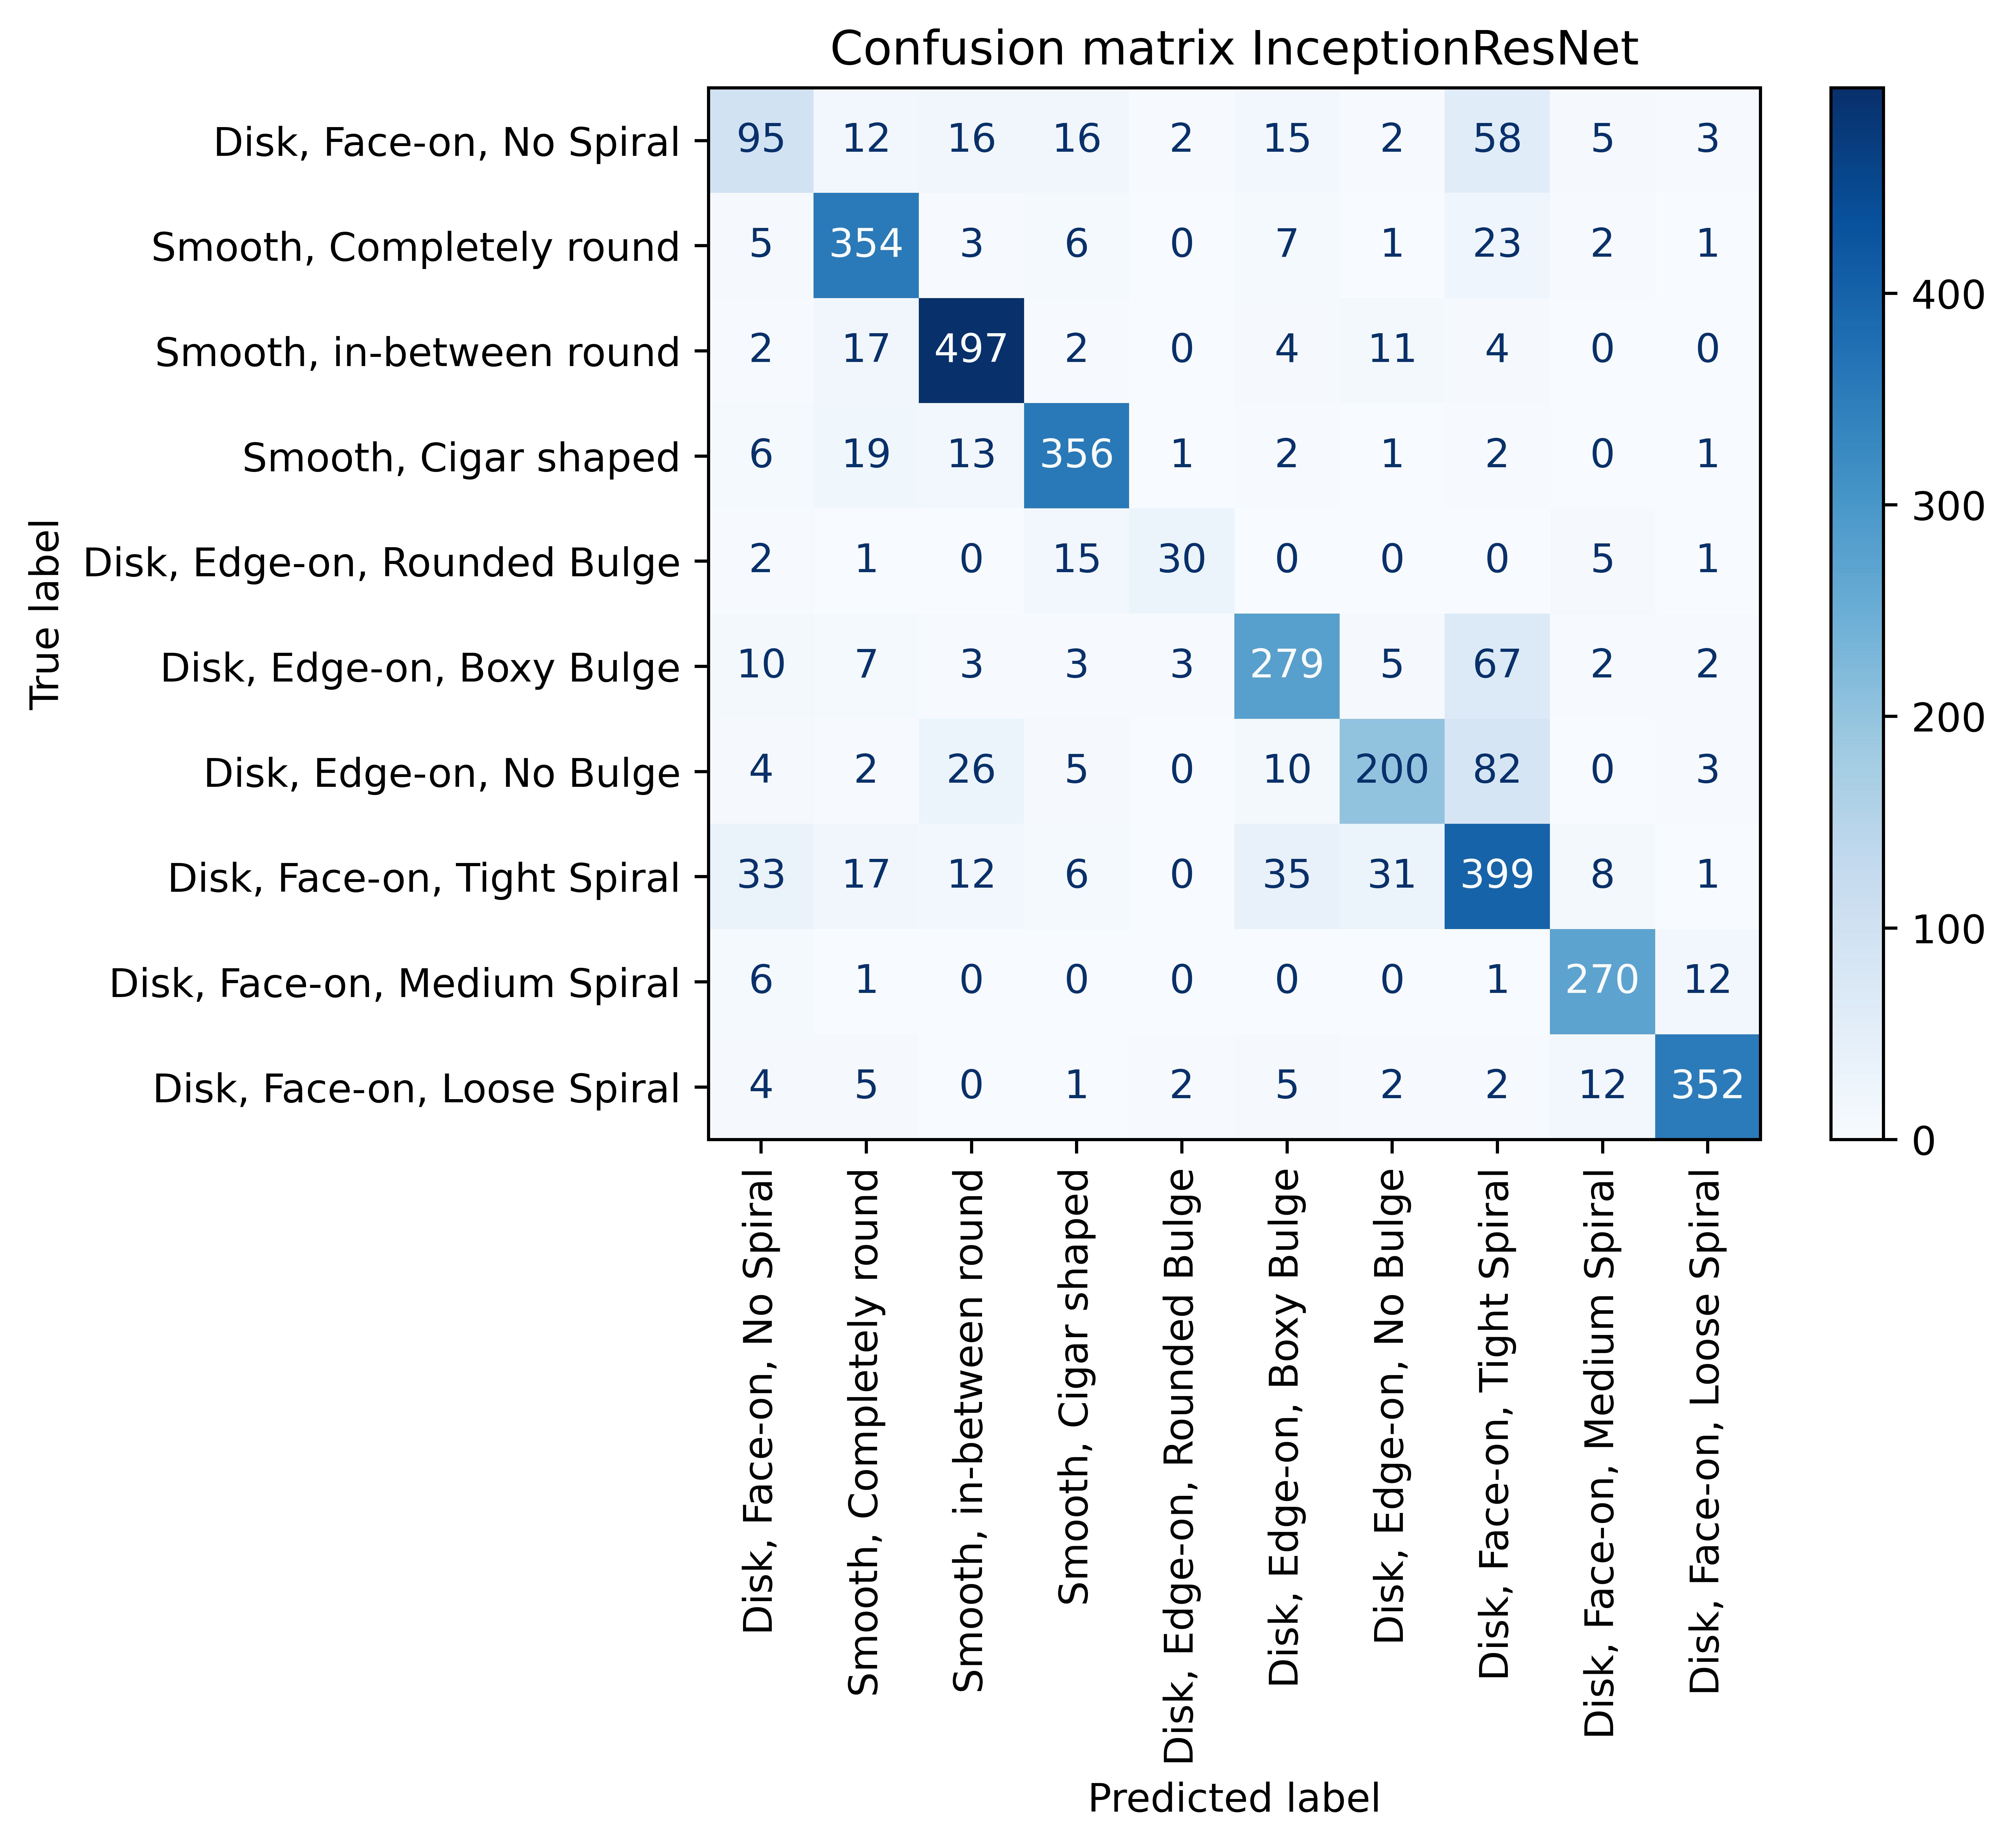 Confusion matrix InceptionResNet
Disk, Face-on, No Spiral 95 12 16 16 2 15 2 58 5 3
Smooth, Completely round 5 354 3 6 0 7 1 23 2 1
Smooth, in-between round 2 17 497 2 0 4 11 4 0 0
Smooth, Cigar shaped 6 19 13 356 1 2 1 2 0 1
Disk, Edge-on, Rounded Bulge 2 1 0 15 30 0 0 0 5 1
Disk, Edge-on, Boxy Bulge 10 7 3 3 3 279 5 67 2 2
Disk, Edge-on, No Bulge 4 2 26 5 0 10 200 82 0 3
Disk, Face-on, Tight Spiral 33 17 12 6 0 35 31 399 8 1
Disk, Face-on, Medium Spiral 6 1 0 0 0 0 0 1 270 12
Disk, Face-on, Loose Spiral 4 5 0 1 2 5 2 2 12 352
True label
Disk, Face-on, No Spiral
Smooth, Completely round
Smooth, in-between round
Smooth, Cigar shaped
Disk, Edge-on, Rounded Bulge
Disk, Edge-on, Boxy Bulge
Disk, Edge-on, No Bulge
Disk, Face-on, Tight Spiral
Disk, Face-on, Medium Spiral
Disk, Face-on, Loose Spiral
Predicted label
400
300
200
100
0